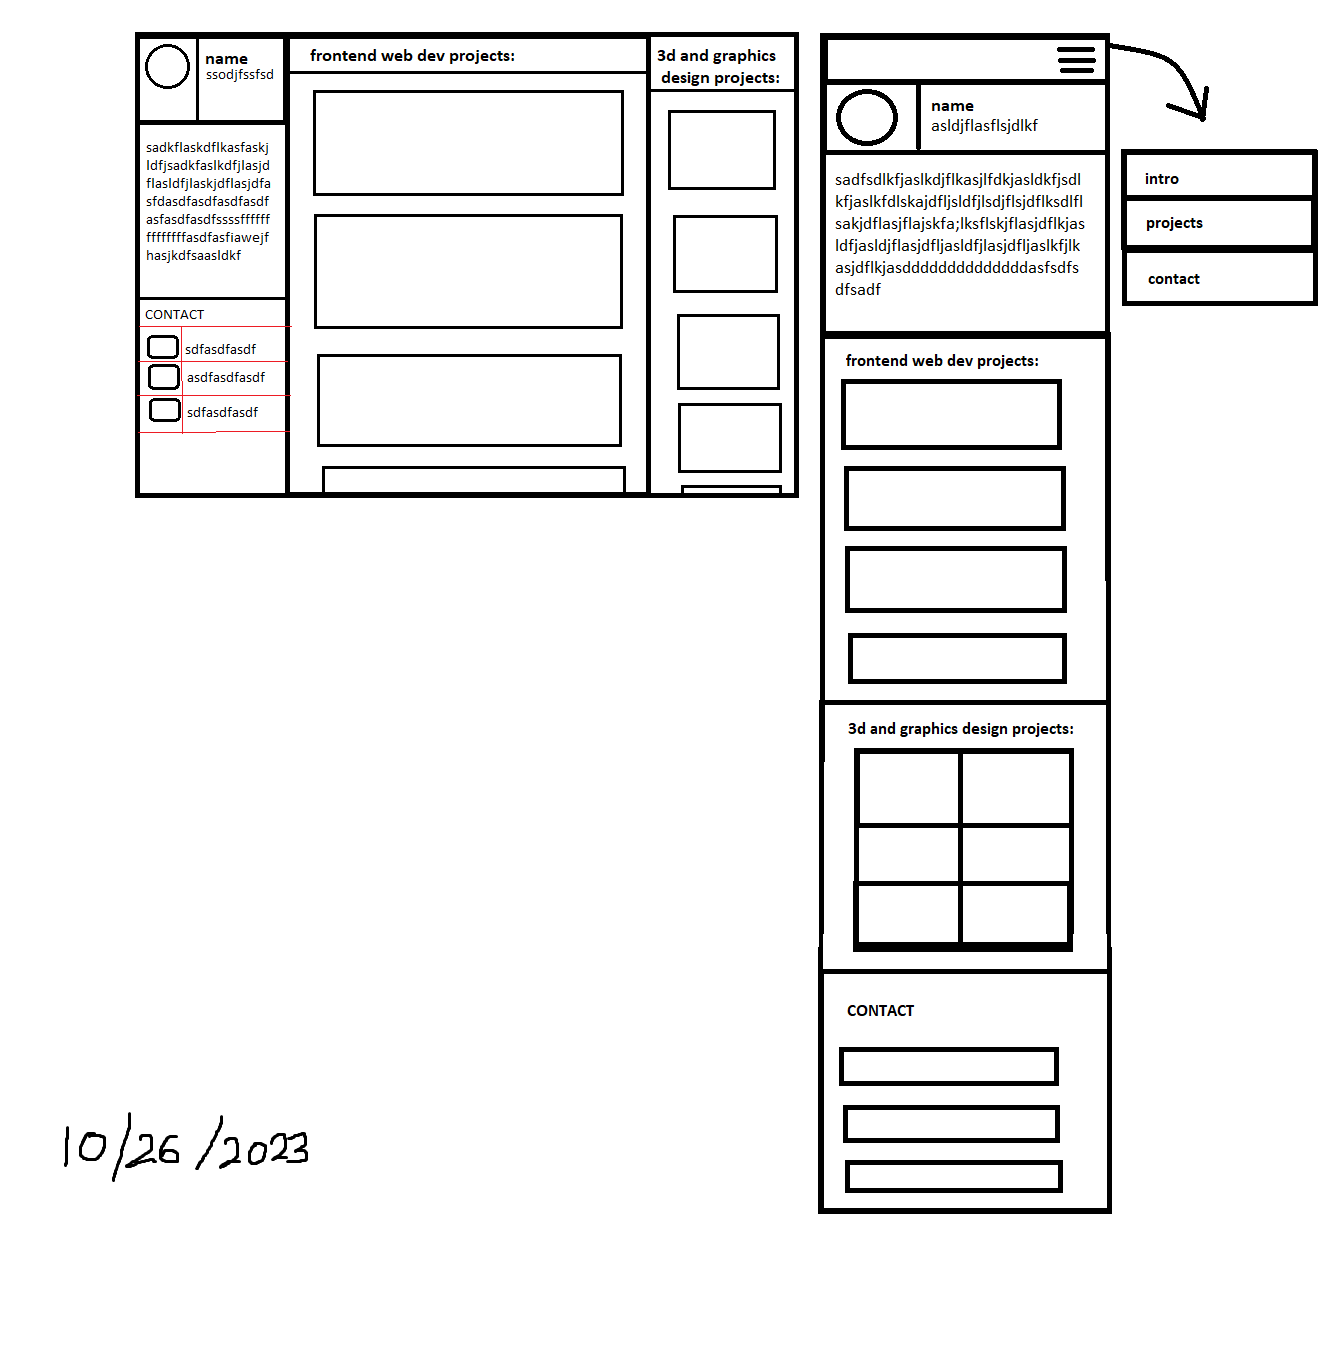 name
ssodjfssfsd
sadkflaskdflkasfaskj
ldfjsadkfaslkdfjlasjd
flasldfjlaskjdflasjdfa
sfdasdfasdfasdfasdf
asfasdfasdfssssffffff
ffffffffasdfasfiawejf
hasjkdfsaasldkf
CONTACT
sdfasdfasdf
asdfasdfasdf
sdfasdfasdf
frontend web dev projects:
3d and graphics
design projects:
name
asldjflasflsjdlkf
sadfsdlkfjaslkdjflkasjlfdkjasldkfjsdl
kfjaslkfdlskajdfljsldfjlsdjflsjdflksdlfl
sakjdflasjflajskfa;lksflskjflasjdflkjas
ldfjasldjflasjdfljasldfjlasjdfljaslkfjlk
asjdflkjasddddddddddddddasfsdfs
dfsadf
frontend web dev projects:
3d and graphics design projects:
CONTACT
intro
projects
contact
10/26/2023